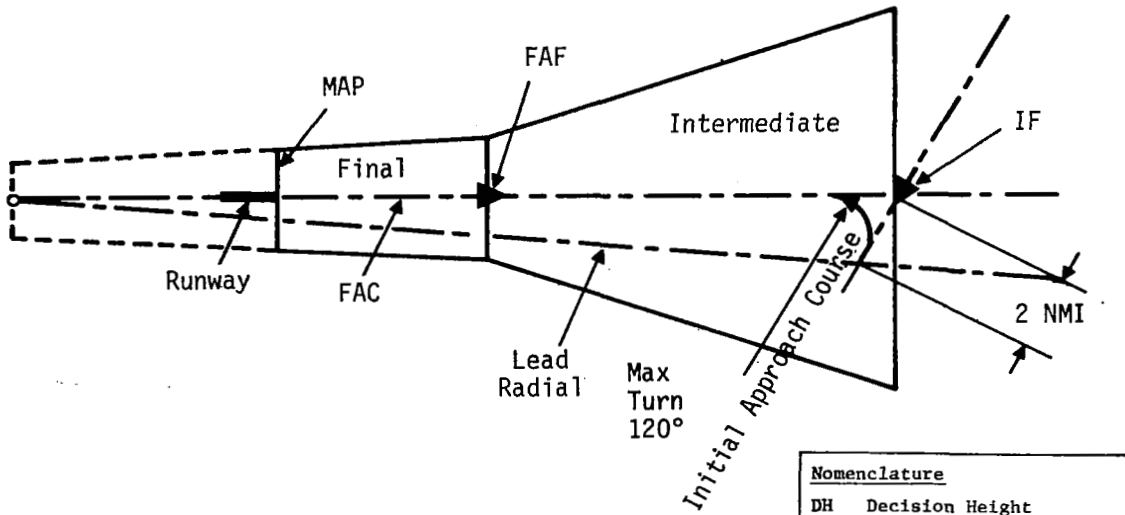 FAF
MAP
Intermediate
IF
Final
Runway
FAC
Initial Approach Course
2 NMI
Lead
Radial
Max
Turn
120°
Nomenclature
DH Decision Height